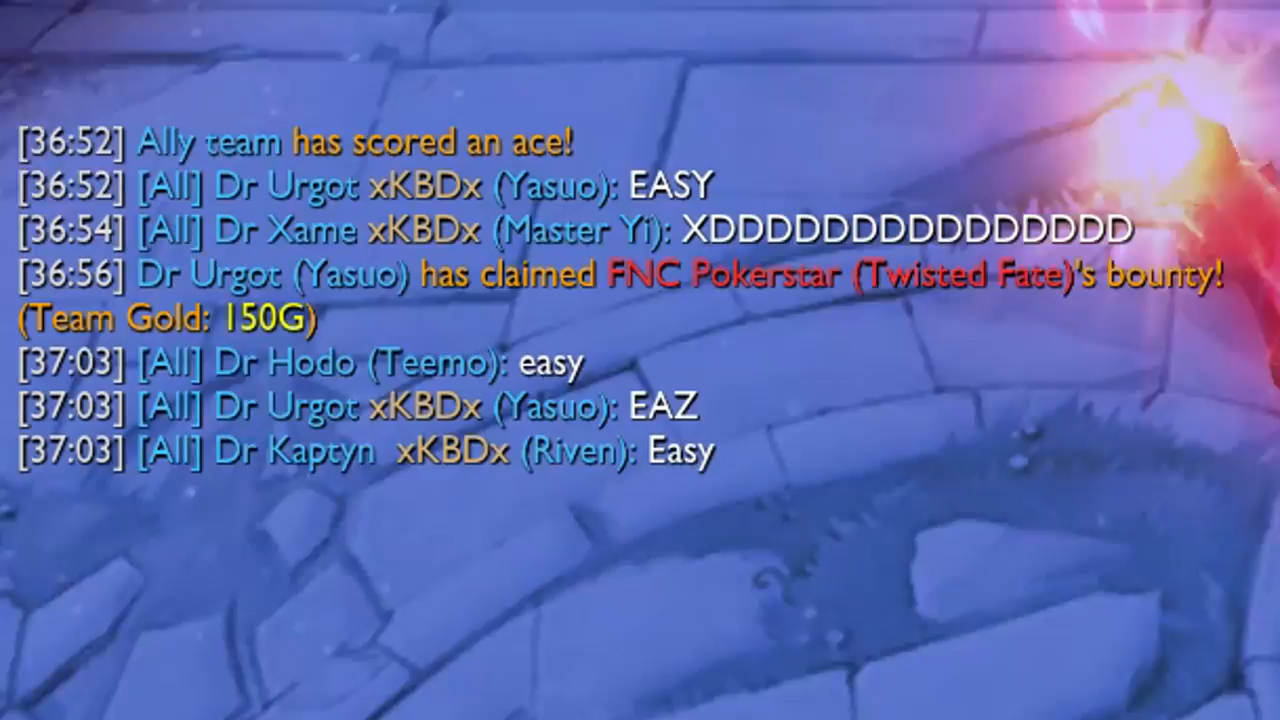 [36:52] Ally team has scored an ace!
[36:52] [All] Dr Urgot xKBDx (Yasuo): EASY
[36:54] [All] Dr Xame xKBDx (Master Yi): XDDDDDDDDDDDDDDD
[36:56] Dr Urgot (Yasuo) has claimed FNC Pokerstar (Twisted Fate)'s bounty!
(Team Gold: 150G)
[37:03] [All] Dr Hodo (Teemo): easy
[37:03] [All] Dr Urgot xKBDx (Yasuo): EAZ
[37:03] [All] Dr Kaptyn  xKBDx (Riven): Easy